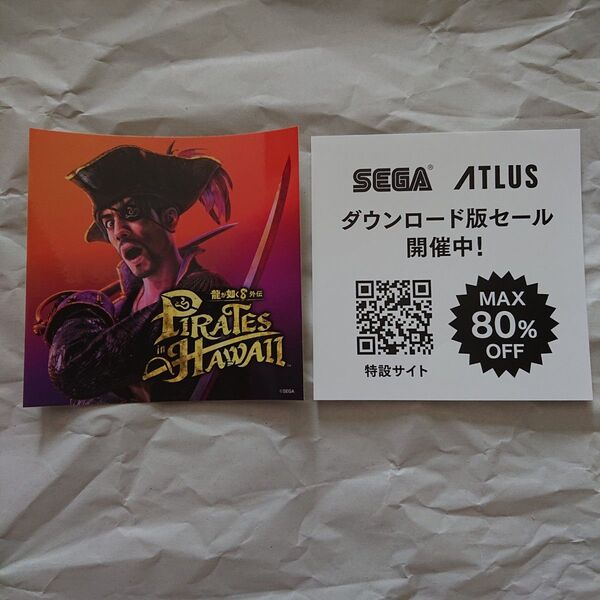 龍が如く8外伝
PIRATES
in HAWAII™
©SEGA
SEGA® ATLUS
ダウンロード版セール
開催中!
MAX
80%
OFF
特設サイト